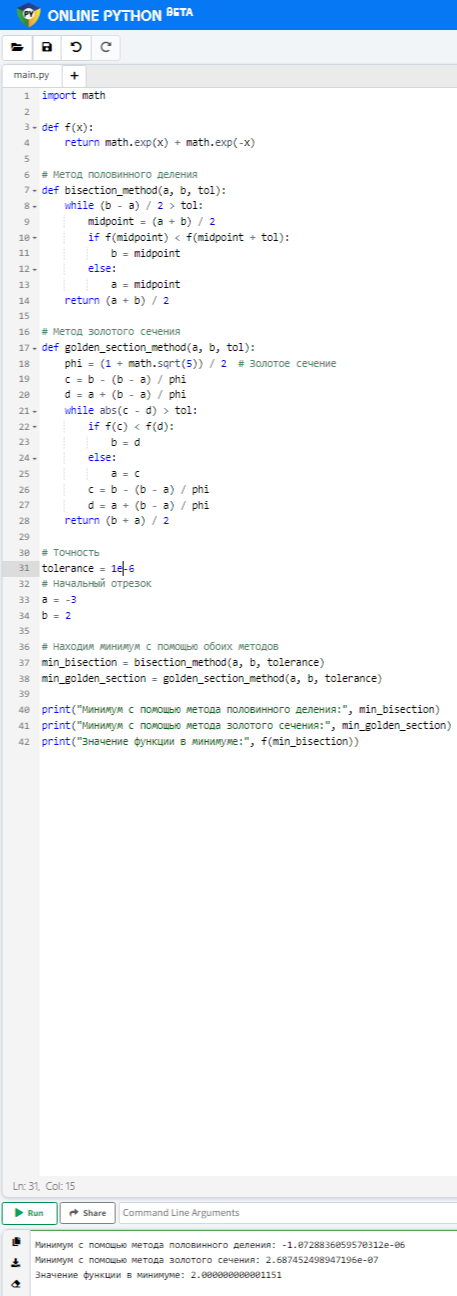 ONLINE PYTHON BETA
main.py +
1 import math
2
3 def f(x):
4     return math.exp(x) + math.exp(-x)
5
6 # Метод половинного деления
7 def bisection_method(a, b, tol):
8     while (b - a) / 2 > tol:
9         midpoint = (a + b) / 2
10         if f(midpoint) < f(midpoint + tol):
11             b = midpoint
12         else:
13             a = midpoint
14     return (a + b) / 2
15
16 # Метод золотого сечения
17 def golden_section_method(a, b, tol):
18     phi = (1 + math.sqrt(5)) / 2  # Золотое сечение
19     c = b - (b - a) / phi
20     d = a + (b - a) / phi
21     while abs(c - d) > tol:
22         if f(c) < f(d):
23             b = d
24         else:
25             a = c
26         c = b - (b - a) / phi
27         d = a + (b - a) / phi
28     return (b + a) / 2
29
30 # Точность
31 tolerance = 1e-6
32 # Начальный отрезок
33 a = -3
34 b = 2
35
36 # Находим минимум с помощью обоих методов
37 min_bisection = bisection_method(a, b, tolerance)
38 min_golden_section = golden_section_method(a, b, tolerance)
39
40 print("Минимум с помощью метода половинного деления:", min_bisection)
41 print("Минимум с помощью метода золотого сечения:", min_golden_section)
42 print("Значение функции в минимуме:", f(min_bisection))
Ln: 31, Col: 15
Run Share Command Line Arguments
Минимум с помощью метода половинного деления: -1.0728836059570312e-06
Минимум с помощью метода золотого сечения: 2.687452498947196e-07
Значение функции в минимуме: 2.000000000001151